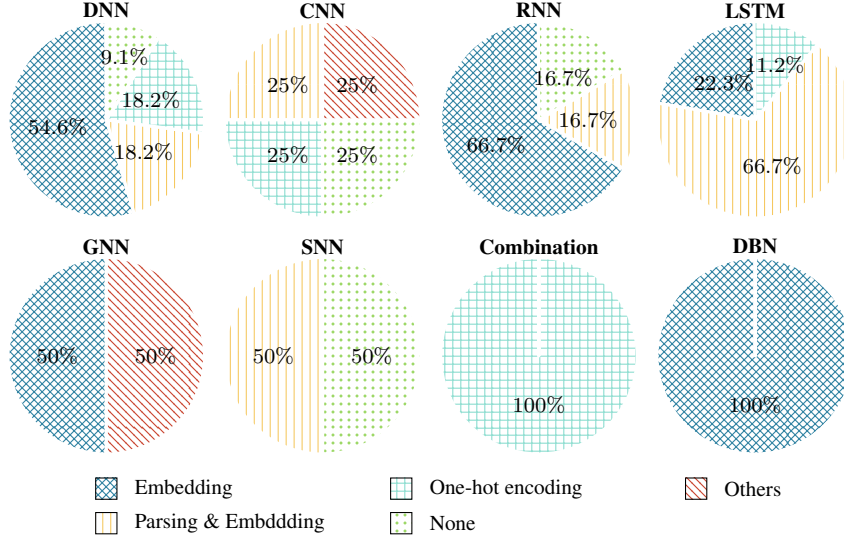 DNN
CNN
RNN
LSTM
9.1%
18.2%
54.6%
18.2%
25%
25%
25%
25%
16.7%
16.7%
66.7%
11.2%
22.3%
66.7%
GNN
SNN
Combination
DBN
50%
50%
50%
50%
100%
100%
Embedding
One-hot encoding
Others
Parsing & Embddding
None